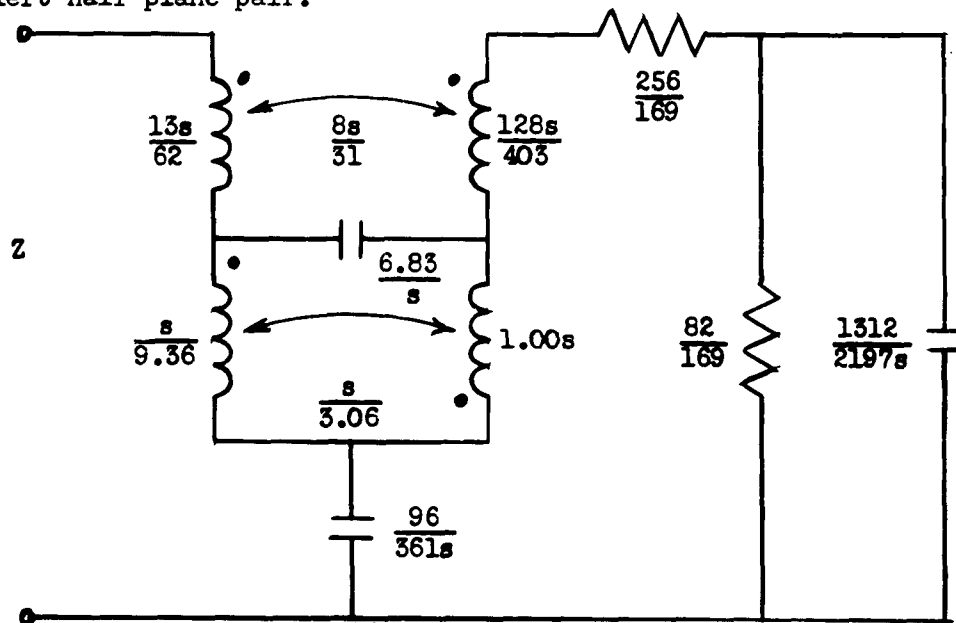 left half plane pair.
256
169
13s
62
8s
31
128s
403
Z
6.83
s
s
9.36
1.00s
82
169
1312
2197s
s
3.06
96
361s